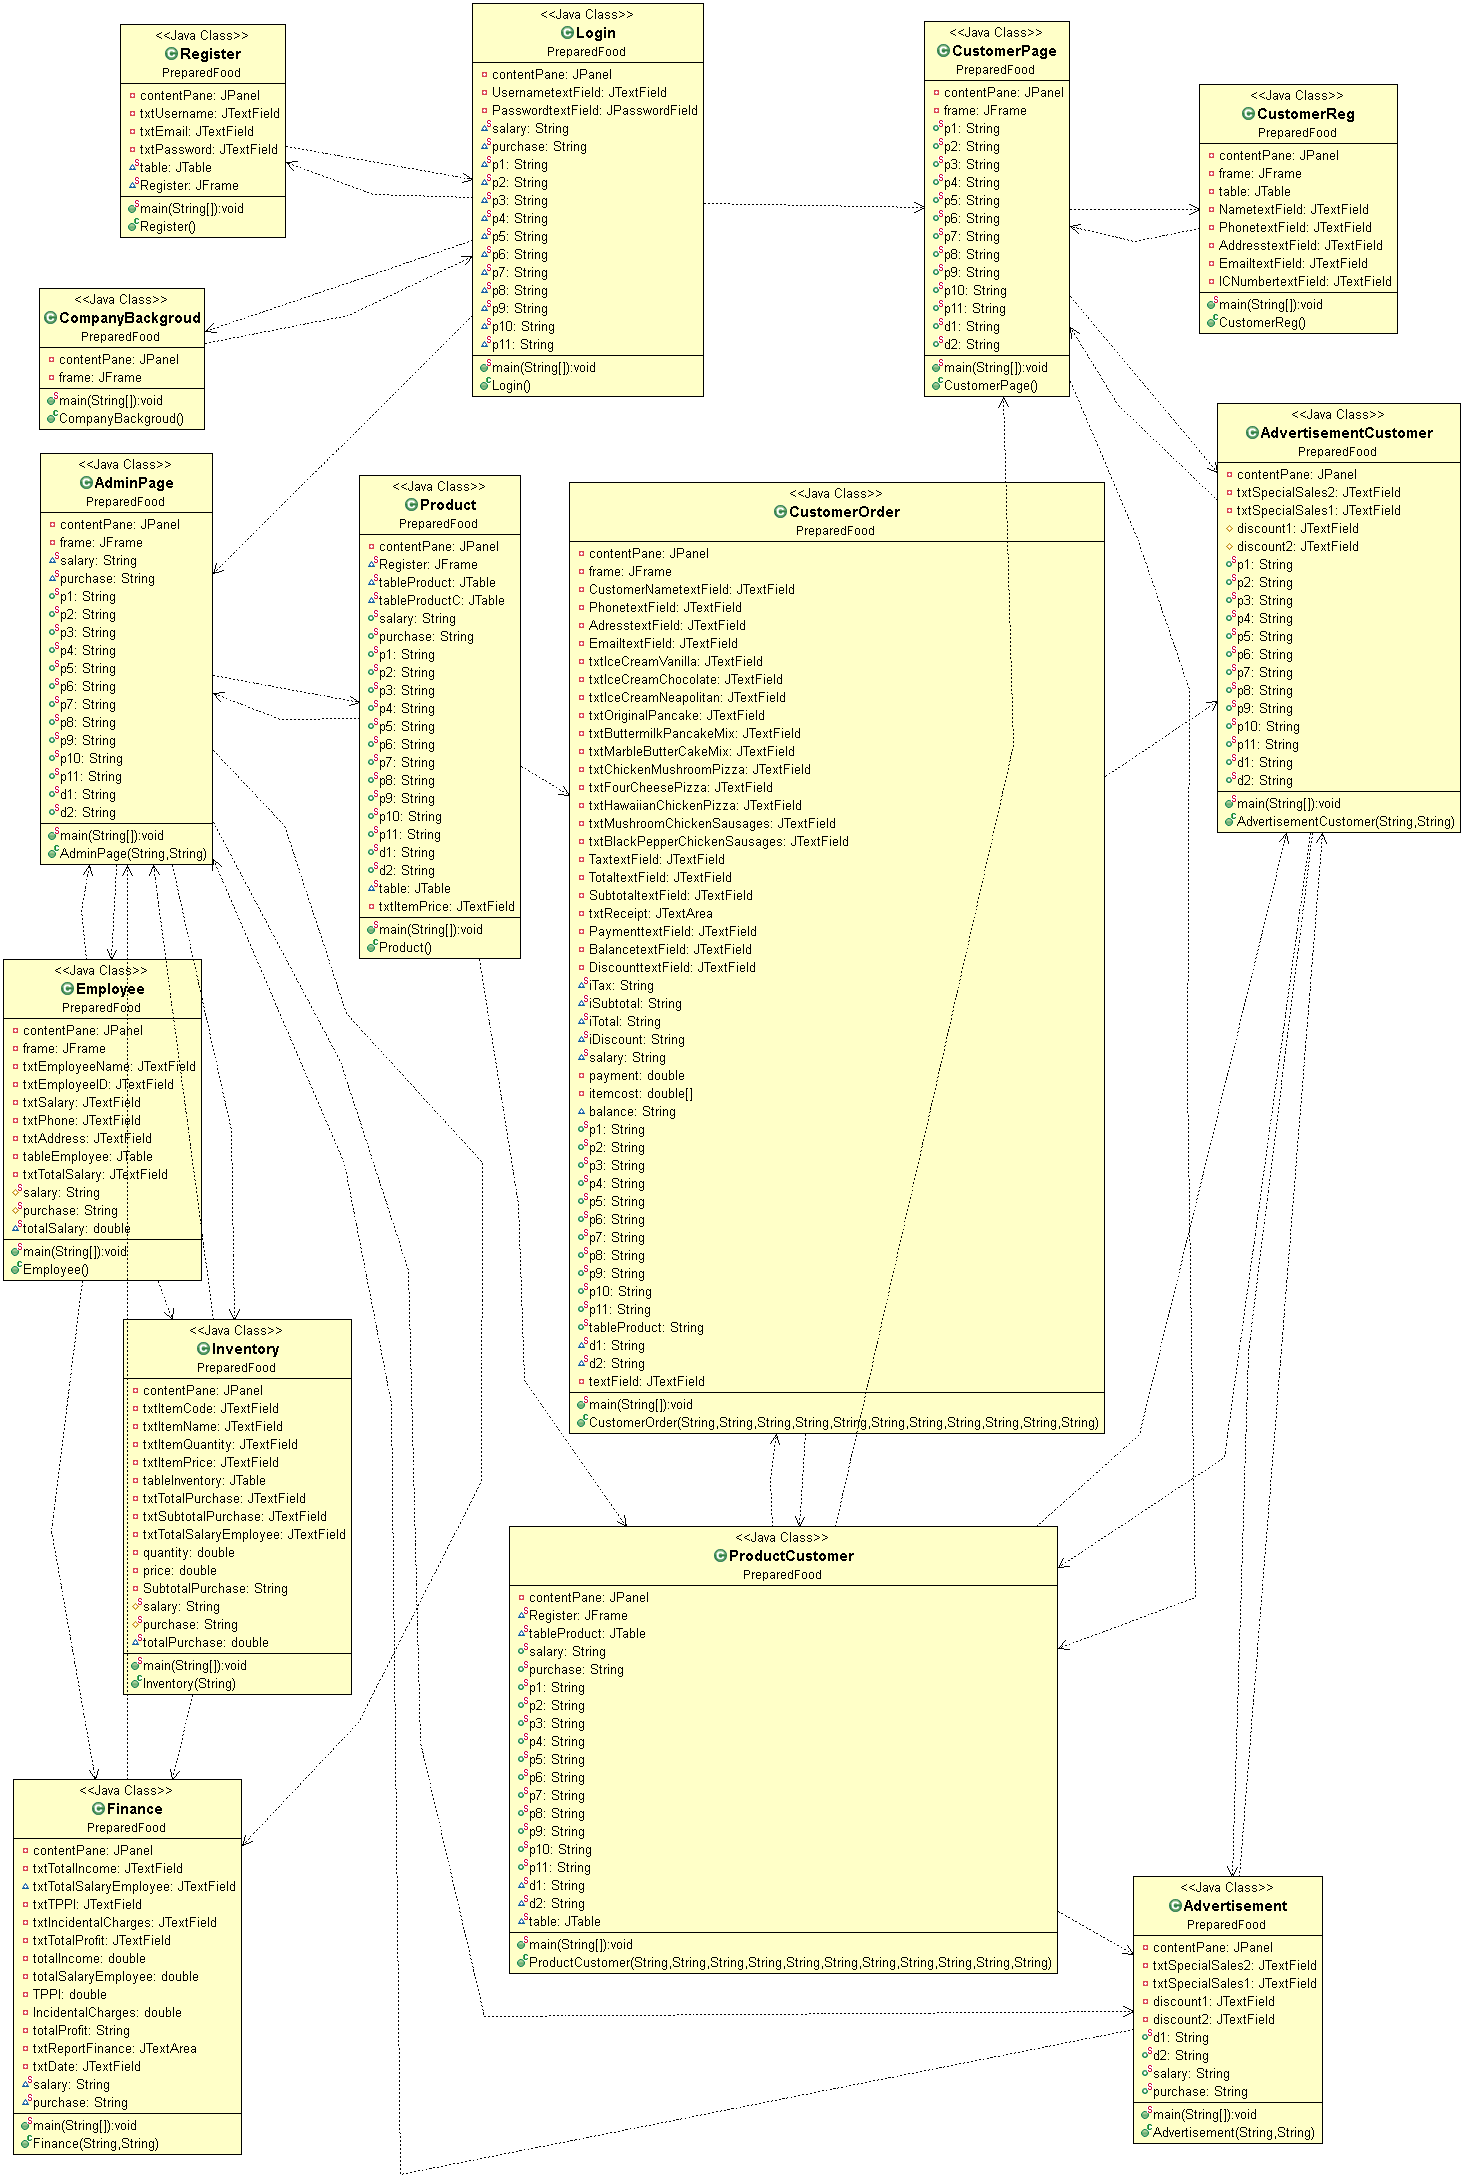 <<Java Class>>
Register
PreparedFood
contentPane: JPanel
txtUsername: JTextField
txtEmail: JTextField
txtPassword: JTextField
table: JTable
Register: JFrame
main(String[]):void
Register()
<<Java Class>>
Login
PreparedFood
contentPane: JPanel
UsernametextField: JTextField
PasswordtextField: JPasswordField
salary: String
purchase: String
p1: String
p2: String
p3: String
p4: String
p5: String
p6: String
p7: String
p8: String
p9: String
p10: String
p11: String
main(String[]):void
Login()
<<Java Class>>
CustomerPage
PreparedFood
contentPane: JPanel
frame: JFrame
p1: String
p2: String
p3: String
p4: String
p5: String
p6: String
p7: String
p8: String
p9: String
p10: String
p11: String
d1: String
d2: String
main(String[]):void
CustomerPage()
<<Java Class>>
CustomerReg
PreparedFood
contentPane: JPanel
frame: JFrame
table: JTable
NametextField: JTextField
PhonetextField: JTextField
AddresstextField: JTextField
EmailtextField: JTextField
ICNumbertextField: JTextField
main(String[]):void
CustomerReg()
<<Java Class>>
CompanyBackgroud
PreparedFood
contentPane: JPanel
frame: JFrame
main(String[]):void
CompanyBackgroud()
<<Java Class>>
AdminPage
PreparedFood
contentPane: JPanel
frame: JFrame
salary: String
purchase: String
p1: String
p2: String
p3: String
p4: String
p5: String
p6: String
p7: String
p8: String
p9: String
p10: String
p11: String
d1: String
d2: String
main(String[]):void
AdminPage(String,String)
<<Java Class>>
Product
PreparedFood
contentPane: JPanel
Register: JFrame
tableProduct: JTable
tableProductC: JTable
salary: String
purchase: String
p1: String
p2: String
p3: String
p4: String
p5: String
p6: String
p7: String
p8: String
p9: String
p10: String
p11: String
d1: String
d2: String
table: JTable
txtItemPrice: JTextField
main(String[]):void
Product()
<<Java Class>>
CustomerOrder
PreparedFood
contentPane: JPanel
frame: JFrame
CustomerNametextField: JTextField
PhonetextField: JTextField
AdresstextField: JTextField
EmailtextField: JTextField
txtIceCreamVanilla: JTextField
txtIceCreamChocolate: JTextField
txtIceCreamNeapolitan: JTextField
txtOriginalPancake: JTextField
txtButtermilkPancakeMix: JTextField
txtMarbleButterCakeMix: JTextField
txtChickenMushroomPizza: JTextField
txtFourCheesePizza: JTextField
txtHawaiianChickenPizza: JTextField
txtMushroomChickenSausages: JTextField
txtBlackPepperChickenSausages: JTextField
TaxtextField: JTextField
TotaltextField: JTextField
SubtotaltextField: JTextField
txtReceipt: JTextArea
PaymenttextField: JTextField
BalancetextField: JTextField
DiscounttextField: JTextField
iTax: String
iSubtotal: String
iTotal: String
iDiscount: String
salary: String
payment: double
itemcost: double[]
balance: String
p1: String
p2: String
p3: String
p4: String
p5: String
p6: String
p7: String
p8: String
p9: String
p10: String
p11: String
tableProduct: String
d1: String
d2: String
textField: JTextField
main(String[]):void
CustomerOrder(String,String,String,String,String,String,String,String,String,String,String)
<<Java Class>>
AdvertisementCustomer
PreparedFood
contentPane: JPanel
txtSpecialSales2: JTextField
txtSpecialSales1: JTextField
discount1: JTextField
discount2: JTextField
p1: String
p2: String
p3: String
p4: String
p5: String
p6: String
p7: String
p8: String
p9: String
p10: String
p11: String
d1: String
d2: String
main(String[]):void
AdvertisementCustomer(String,String)
<<Java Class>>
Employee
PreparedFood
contentPane: JPanel
frame: JFrame
txtEmployeeName: JTextField
txtEmployeeID: JTextField
txtSalary: JTextField
txtPhone: JTextField
txtAddress: JTextField
tableEmployee: JTable
txtTotalSalary: JTextField
salary: String
purchase: String
totalSalary: double
main(String[]):void
Employee()
<<Java Class>>
Inventory
PreparedFood
contentPane: JPanel
txtItemCode: JTextField
txtItemName: JTextField
txtItemQuantity: JTextField
txtItemPrice: JTextField
tableInventory: JTable
txtTotalPurchase: JTextField
txtSubtotalPurchase: JTextField
txtTotalSalaryEmployee: JTextField
quantity: double
price: double
SubtotalPurchase: String
salary: String
purchase: String
totalPurchase: double
main(String[]):void
Inventory(String)
<<Java Class>>
ProductCustomer
PreparedFood
contentPane: JPanel
Register: JFrame
tableProduct: JTable
salary: String
purchase: String
p1: String
p2: String
p3: String
p4: String
p5: String
p6: String
p7: String
p8: String
p9: String
p10: String
p11: String
d1: String
d2: String
table: JTable
main(String[]):void
ProductCustomer(String,String,String,String,String,String,String,String,String,String,String)
<<Java Class>>
Finance
PreparedFood
contentPane: JPanel
txtTotalIncome: JTextField
txtTotalSalaryEmployee: JTextField
txtTPPI: JTextField
txtIncidentalCharges: JTextField
txtTotalProfit: JTextField
totalIncome: double
totalSalaryEmployee: double
TPPI: double
IncidentalCharges: double
totalProfit: String
txtReportFinance: JTextArea
txtDate: JTextField
salary: String
purchase: String
main(String[]):void
Finance(String,String)
<<Java Class>>
Advertisement
PreparedFood
contentPane: JPanel
txtSpecialSales2: JTextField
txtSpecialSales1: JTextField
discount1: JTextField
discount2: JTextField
d1: String
d2: String
salary: String
purchase: String
main(String[]):void
Advertisement(String,String)